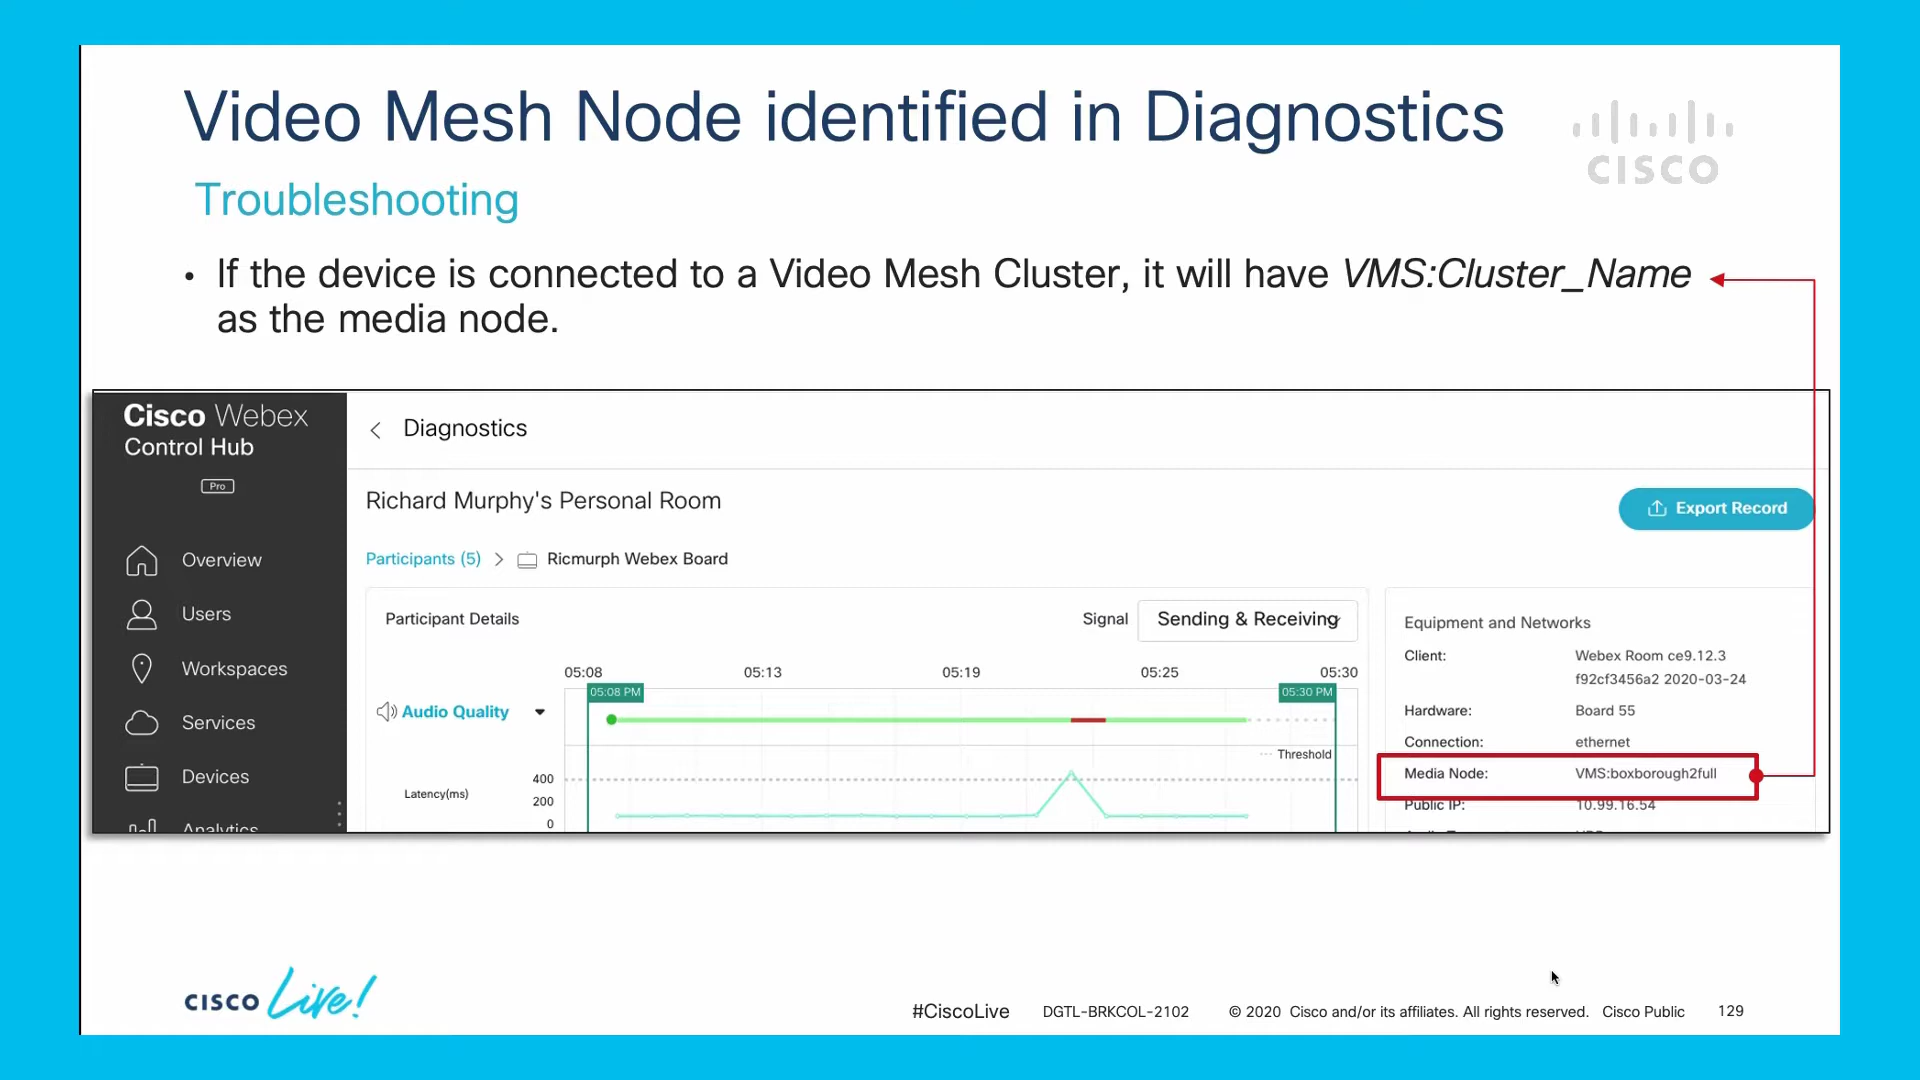 Video Mesh Node identified in Diagnostics
CISCO
Troubleshooting
• If the device is connected to a Video Mesh Cluster, it will have VMS:Cluster_Name
as the media node.
Cisco Webex
Control Hub
Pro
Overview
Users
Workspaces
Services
Devices
Analytics
Diagnostics
Richard Murphy's Personal Room
Export Record
Participants (5) > Ricmurph Webex Board
Participant Details
Signal
Sending & Receiving
05:08 05:13 05:19 05:25 05:30
05:08 PM 05:30 PM
Audio Quality
Threshold
Latency(ms)
400
200
0
Equipment and Networks
Client: Webex Room ce9.12.3
f92cf3456a2 2020-03-24
Hardware: Board 55
Connection: ethernet
Media Node: VMS:boxborough2full
Public IP: 10.99.16.54
CISCO Live!
#CiscoLive DGTL-BRKCOL-2102 © 2020 Cisco and/or its affiliates. All rights reserved. Cisco Public 129